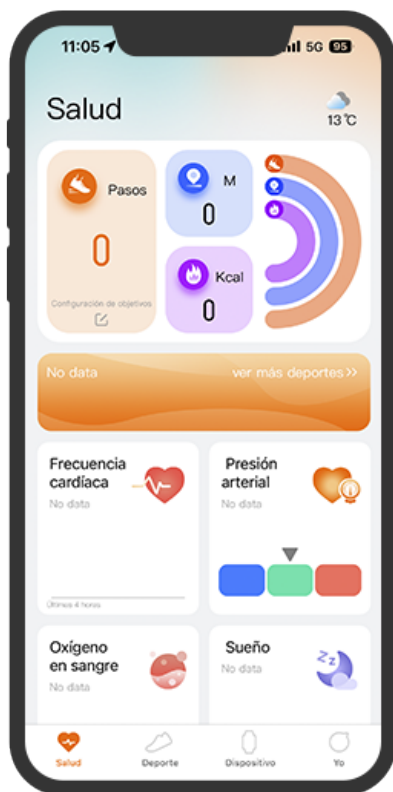 11:05
5G 95
Salud
13 ℃
Pasos
0
Configuración de objetivos
M
0
Kcal
0
No data
ver más deportes
Frecuencia
cardíaca
No data
Últimos 4 horas
Presión
arterial
No data
Oxígeno
en sangre
No data
Sueño
No data
zz
Salud
Deporte
Dispositivo
Yo